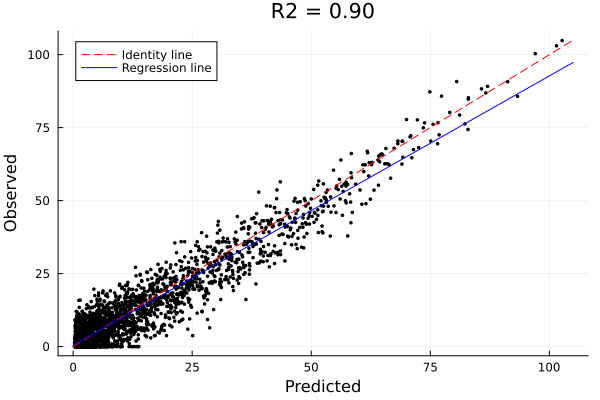 R2 = 0.90
Identity line
Regression line
Observed
100
75
50
25
0
0 25 50 75 100
Predicted